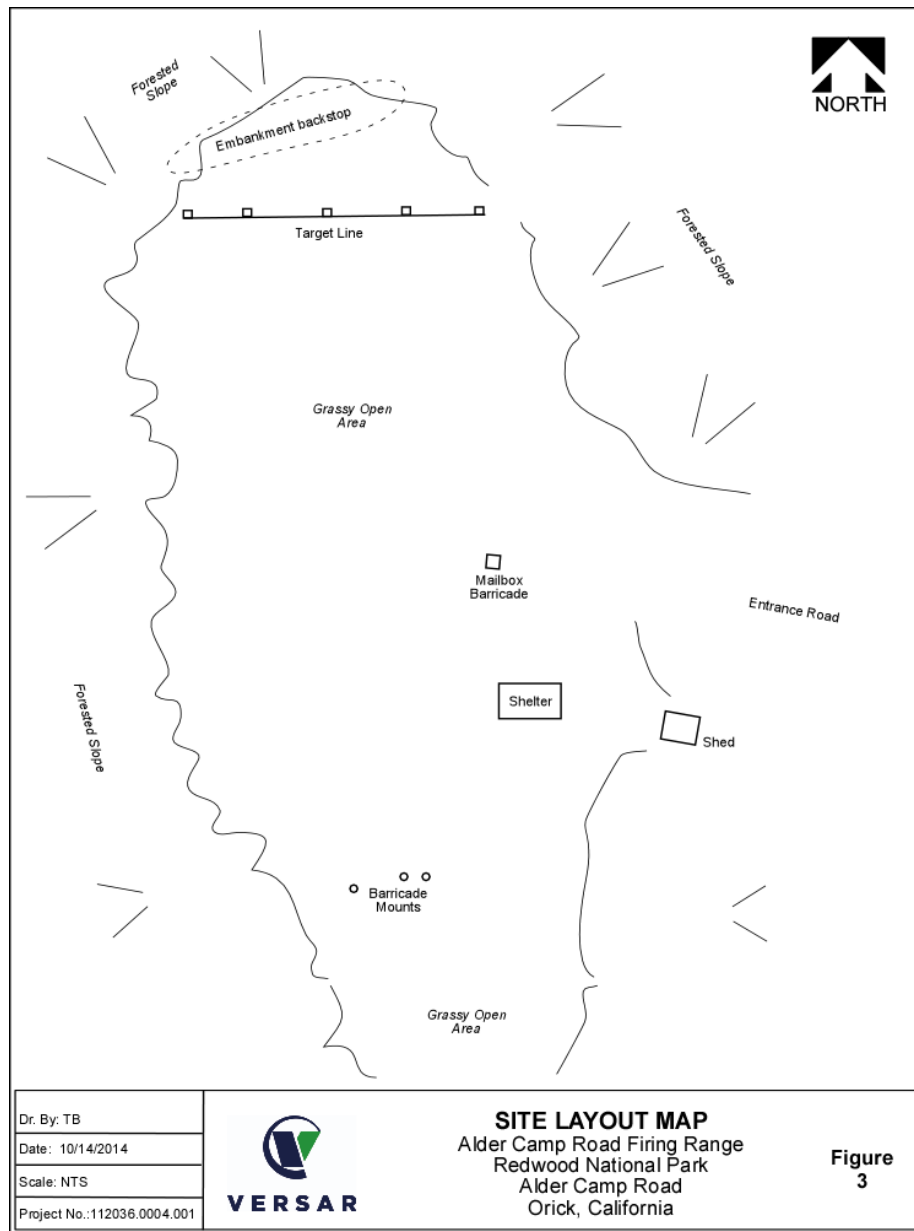 Forested
Slope
NORTH
Embankment backstop
Target Line
Forested Slope
Grassy Open
Area
Mailbox
Barricade
Entrance Road
Forested Slope
Shelter
Shed
Barricade
Mounts
Grassy Open
Area
Dr. By: TB
Date: 10/14/2014
Scale: NTS
Project No.:112036.0004.001
VERSAR
SITE LAYOUT MAP
Alder Camp Road Firing Range
Redwood National Park
Alder Camp Road
Orick, California
Figure
3